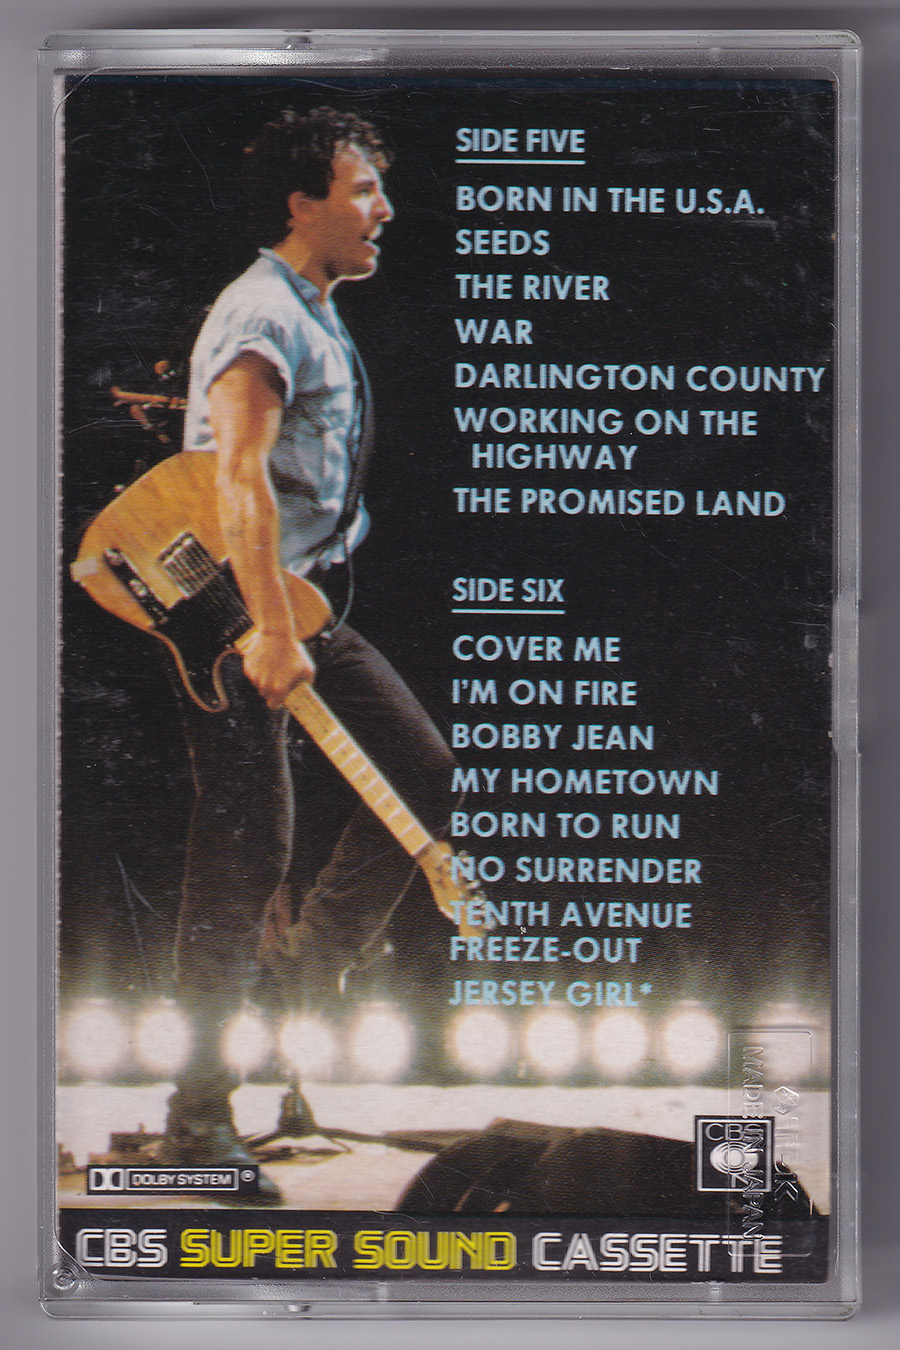 SIDE FIVE
BORN IN THE U.S.A.
SEEDS
THE RIVER
WAR
DARLINGTON COUNTY
WORKING ON THE
HIGHWAY
THE PROMISED LAND
SIDE SIX
COVER ME
I'M ON FIRE
BOBBY JEAN
MY HOMETOWN
BORN TO RUN
NO SURRENDER
TENTH AVENUE
FREEZE-OUT
JERSEY GIRL*
CBS
MADE IN JAPAN
DOLBY SYSTEM ®
CBS SUPER SOUND CASSETTE